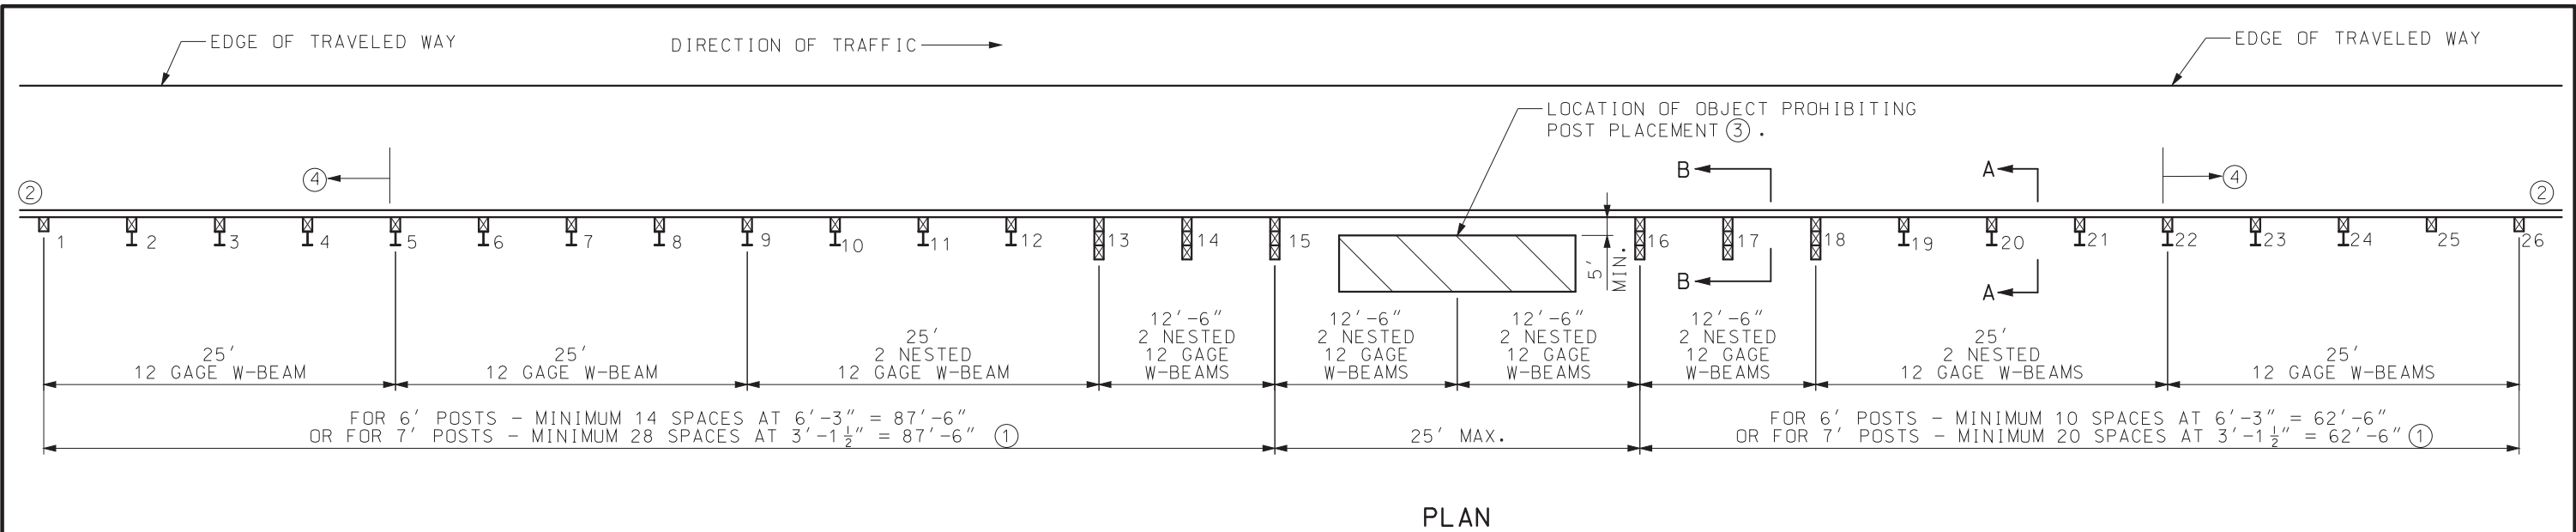 EDGE OF TRAVELED WAY
DIRECTION OF TRAFFIC
EDGE OF TRAVELED WAY
LOCATION OF OBJECT PROHIBITING
POST PLACEMENT ③ .
②
④
B
A
④
②
1 2 3 4 5 6 7 8 9 10 11 12 13 14 15 16 17 18 19 20 21 22 23 24 25 26
5'
MIN.
B
A
25'
12 GAGE W-BEAM
25'
12 GAGE W-BEAM
25'
2 NESTED
12 GAGE W-BEAM
12'-6"
2 NESTED
12 GAGE
W-BEAMS
12'-6"
2 NESTED
12 GAGE
W-BEAMS
12'-6"
2 NESTED
12 GAGE
W-BEAMS
12'-6"
2 NESTED
12 GAGE
W-BEAMS
25'
2 NESTED
12 GAGE W-BEAMS
25'
12 GAGE W-BEAMS
FOR 6' POSTS - MINIMUM 14 SPACES AT 6'-3" = 87'-6"
OR FOR 7' POSTS - MINIMUM 28 SPACES AT 3'-1½" = 87'-6" ①
25' MAX.
FOR 6' POSTS - MINIMUM 10 SPACES AT 6'-3" = 62'-6"
OR FOR 7' POSTS - MINIMUM 20 SPACES AT 3'-1½" = 62'-6" ①
PLAN